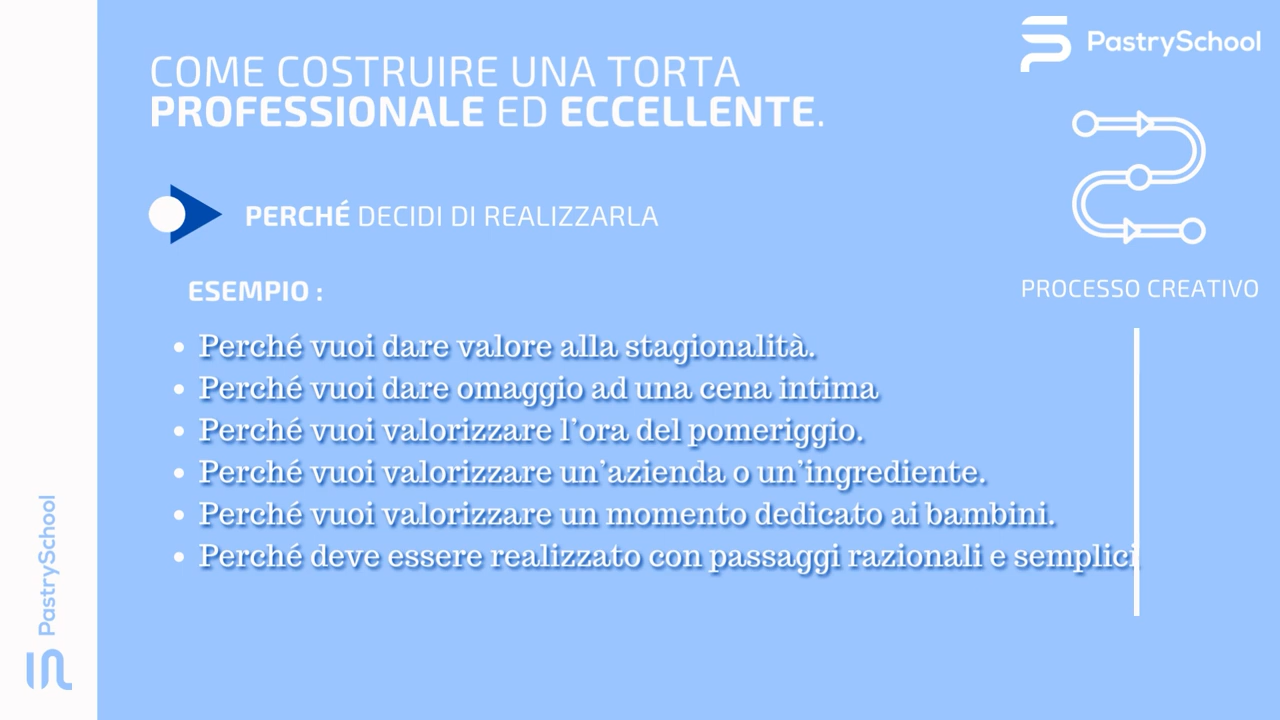 PastrySchool
COME COSTRUIRE UNA TORTA
PROFESSIONALE ED ECCELLENTE.
PERCHÉ DECIDI DI REALIZZARLA
PROCESSO CREATIVO
ESEMPIO :
• Perché vuoi dare valore alla stagionalità.
• Perché vuoi dare omaggio ad una cena intima
• Perché vuoi valorizzare l’ora del pomeriggio.
• Perché vuoi valorizzare un’azienda o un’ingrediente.
• Perché vuoi valorizzare un momento dedicato ai bambini.
• Perché deve essere realizzato con passaggi razionali e semplici
PastrySchool